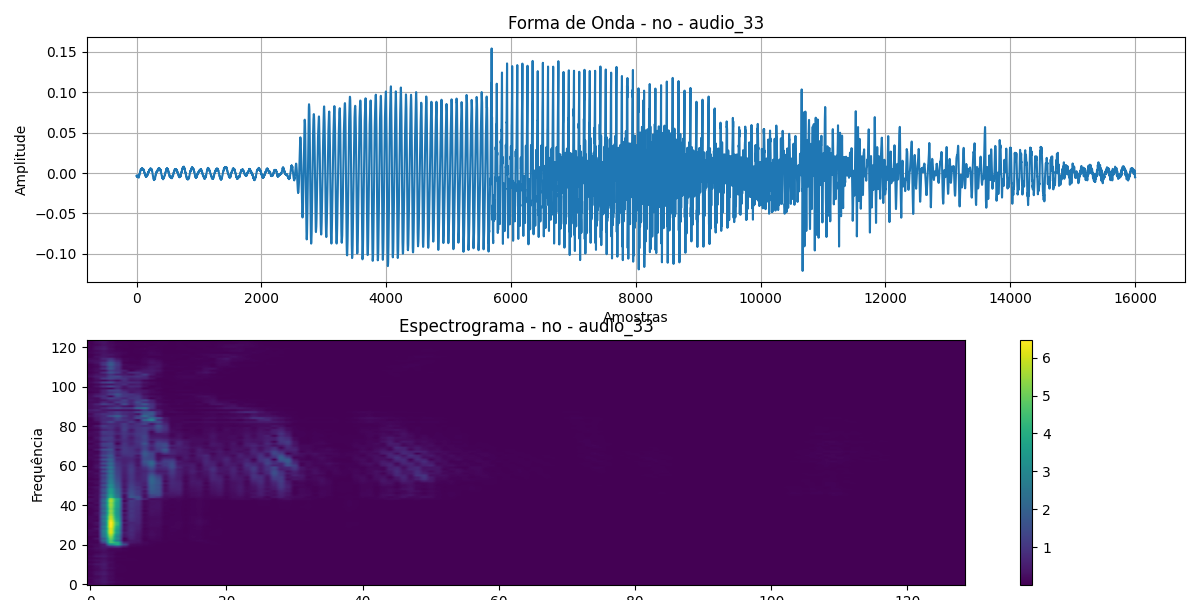 Forma de Onda - no - audio_33
Amplitude
0.15
0.10
0.05
0.00
−0.05
−0.10
0 2000 4000 6000 8000 10000 12000 14000 16000
Amostras
Espectrograma - no - audio_33
Frequência
120
100
80
60
40
20
0
0 20 40 60 80 100 120
6
5
4
3
2
1